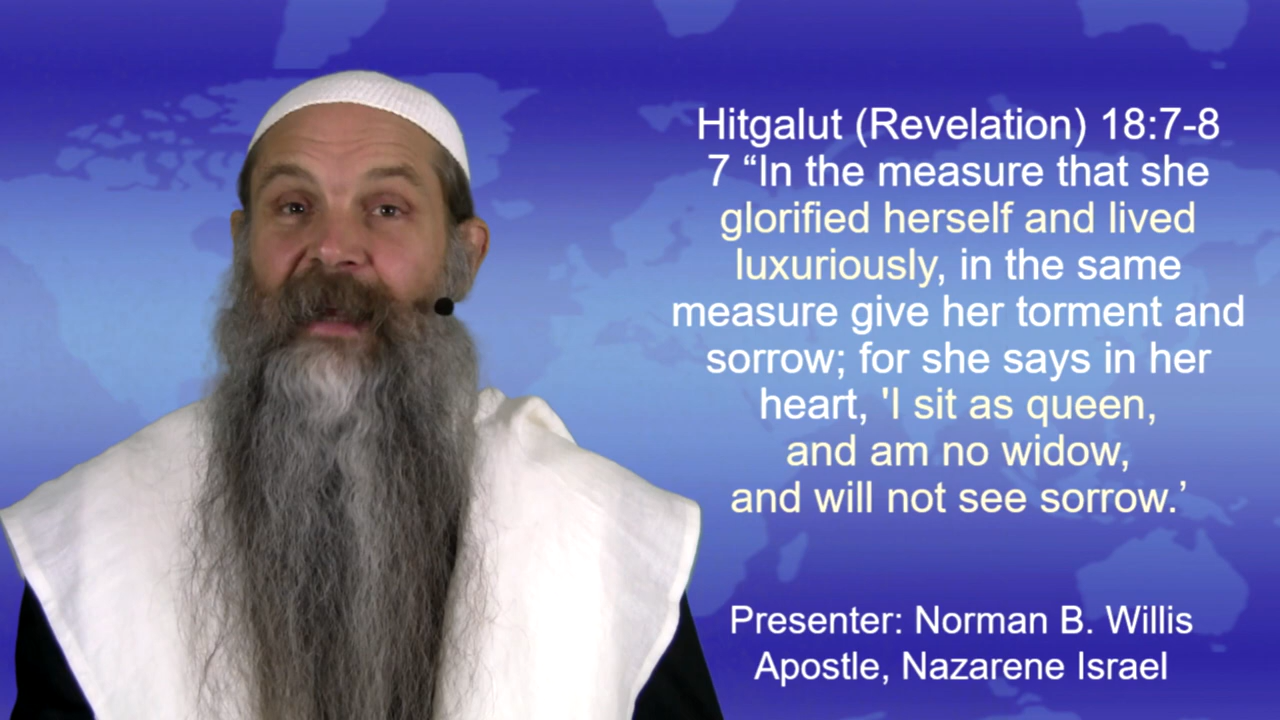 Hitgalut (Revelation) 18:7-8
7 “In the measure that she
glorified herself and lived
luxuriously, in the same
measure give her torment and
sorrow; for she says in her
heart, 'I sit as queen,
and am no widow,
and will not see sorrow.’
Presenter: Norman B. Willis
Apostle, Nazarene Israel